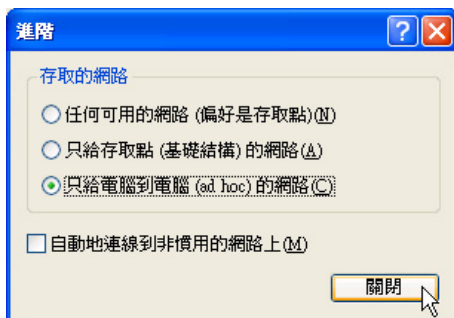 進階
存取的網路
任何可用的網路 (偏好是存取點)(N)
只給存取點 (基礎結構) 的網路(A)
只給電腦到電腦 (ad hoc) 的網路(C)
自動地連線到非慣用的網路上(M)
關閉